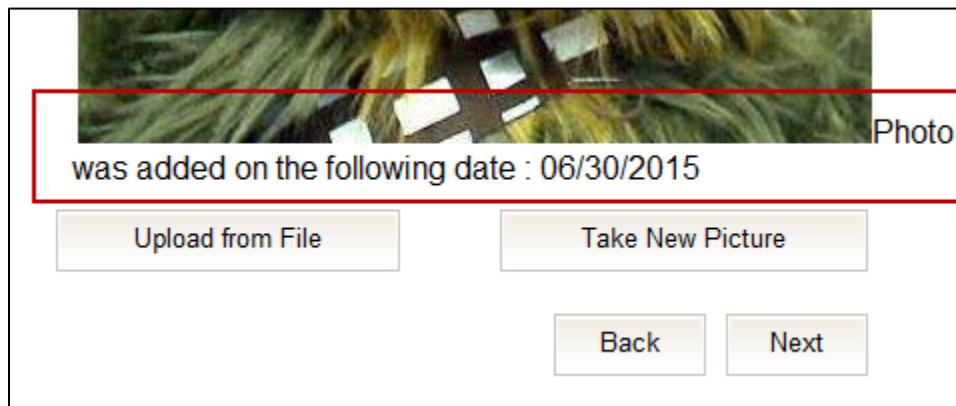 Photo
was added on the following date : 06/30/2015
Upload from File
Take New Picture
Back
Next